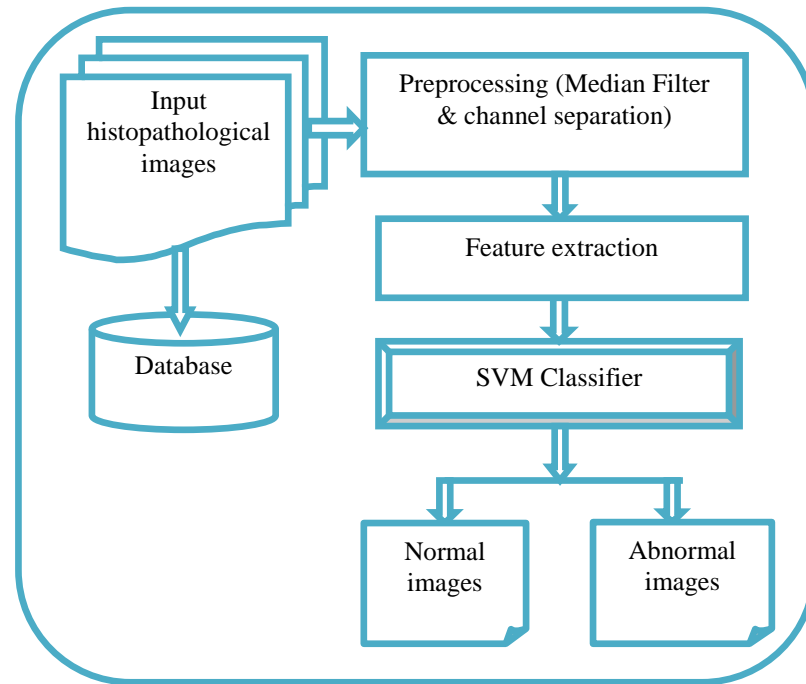 Input
histopathological
images
Preprocessing (Median Filter
& channel separation)
Feature extraction
Database
SVM Classifier
Normal
images
Abnormal
images